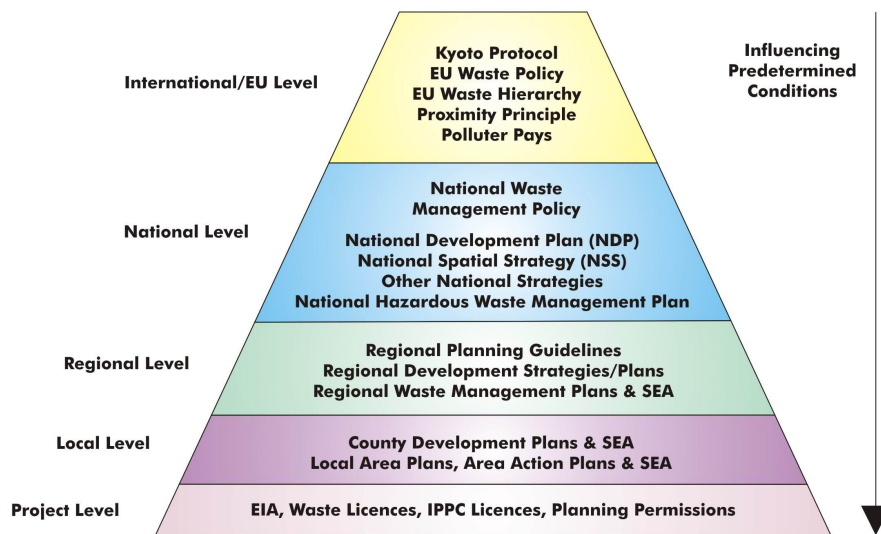 International/EU Level
Kyoto Protocol
EU Waste Policy
EU Waste Hierarchy
Proximity Principle
Polluter Pays
Influencing
Predetermined
Conditions
National Level
National Waste
Management Policy
National Development Plan (NDP)
National Spatial Strategy (NSS)
Other National Strategies
National Hazardous Waste Management Plan
Regional Level
Regional Planning Guidelines
Regional Development Strategies/Plans
Regional Waste Management Plans & SEA
Local Level
County Development Plans & SEA
Local Area Plans, Area Action Plans & SEA
Project Level
EIA, Waste Licences, IPPC Licences, Planning Permissions